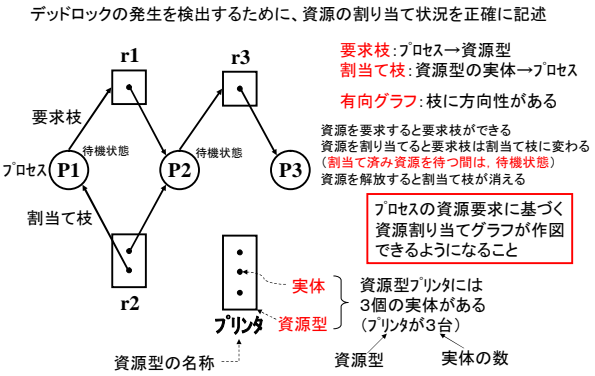 デッドロックの発生を検出するために、資源の割り当て状況を正確に記述
r1
r3
要求枝:プロセス→資源型
割当て枝:資源型の実体→プロセス
有向グラフ:枝に方向性がある
要求枝
待機状態
待機状態
プロセス
P1
P2
P3
資源を要求すると要求枝ができる
資源を割り当てると要求枝は割当て枝に変わる
(割当て済み資源を待つ間は,待機状態)
資源を解放すると割当て枝が消える
割当て枝
プロセスの資源要求に基づく
資源割り当てグラフが作図
できるようになること
r2
実体
資源型
プリンタ
資源型プリンタには
3個の実体がある
(プリンタが3台)
資源型の名称
資源型
実体の数